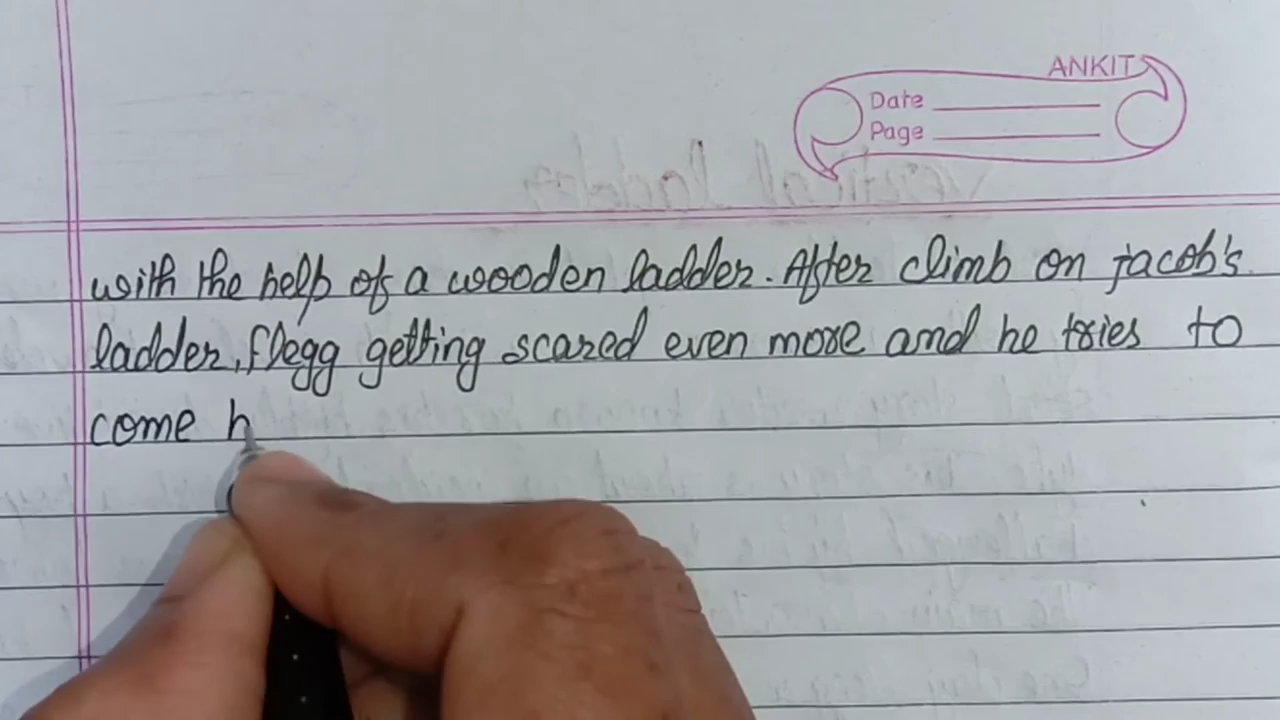 ANKIT
Date
Page
with the help of a wooden ladder. After climb on jacob's
ladder, flegg getting scared even more and he tries to
come h